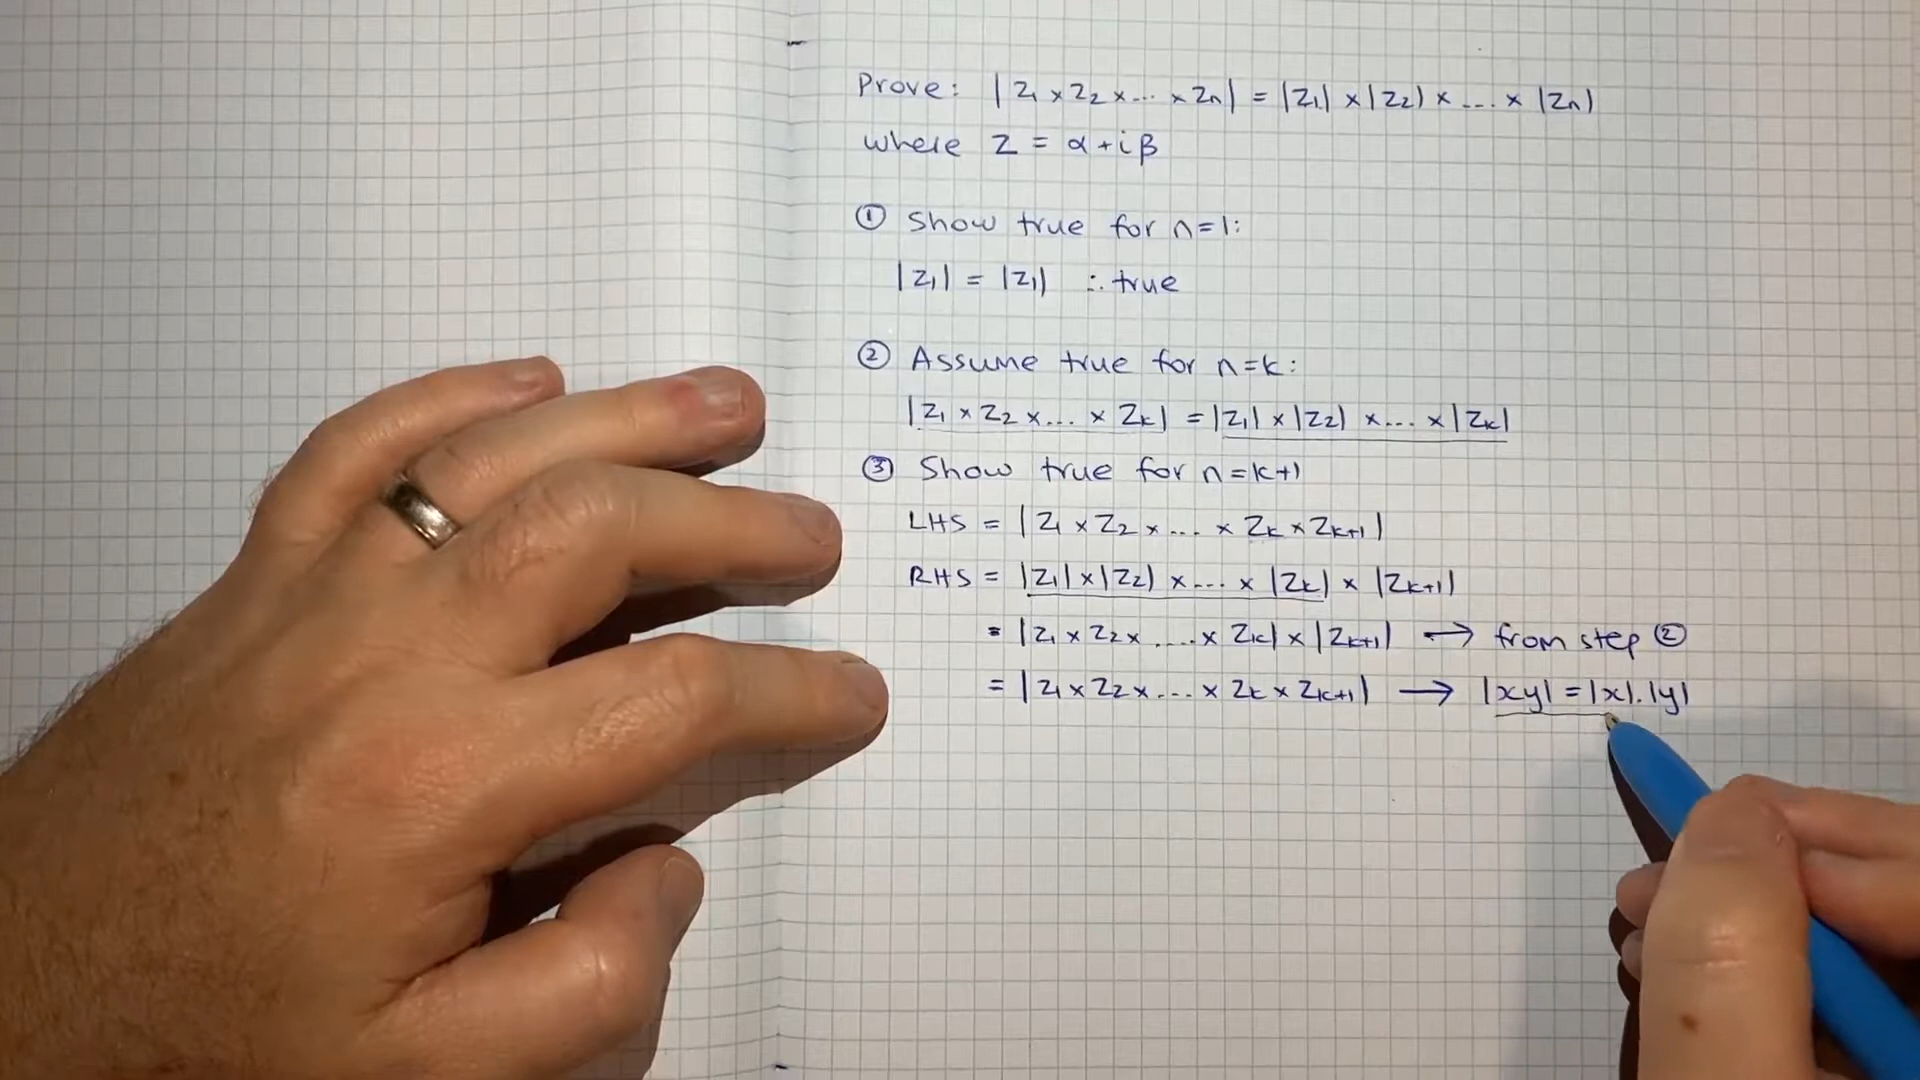 Prove: |z₁ × z₂ × ... × zₙ| = |z₁| × |z₂| × .... × |zₙ|
where z = α + iβ
① Show true for n=1:
|z₁| = |z₁| ∴ true
② Assume true for n=k:
|z₁ × z₂ × ... × zₖ| = |z₁| × |z₂| × ... × |zₖ|
③ Show true for n=k+1
LHS = |z₁ × z₂ × ... × zₖ × zₖ₊₁|
RHS = |z₁| × |z₂| × ... × |zₖ| × |zₖ₊₁|
= |z₁ × z₂ × ..... × zₖ| × |zₖ₊₁| → from step ②
= |z₁ × z₂ × ... × zₖ × zₖ₊₁| → |xy| = |x|.|y|